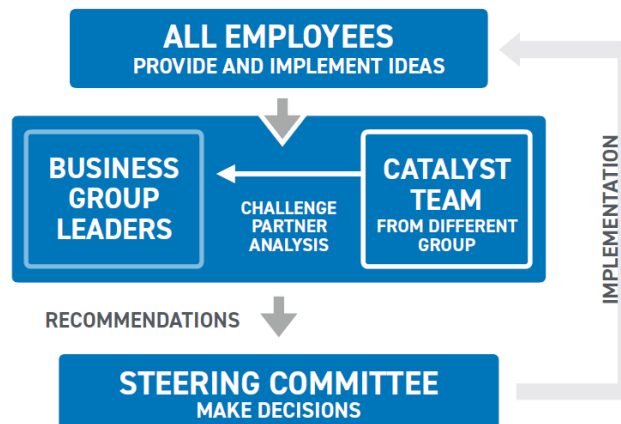 ALL EMPLOYEES
PROVIDE AND IMPLEMENT IDEAS
BUSINESS
GROUP
LEADERS
CHALLENGE
PARTNER
ANALYSIS
CATALYST
TEAM
FROM DIFFERENT
GROUP
IMPLEMENTATION
RECOMMENDATIONS
STEERING COMMITTEE
MAKE DECISIONS